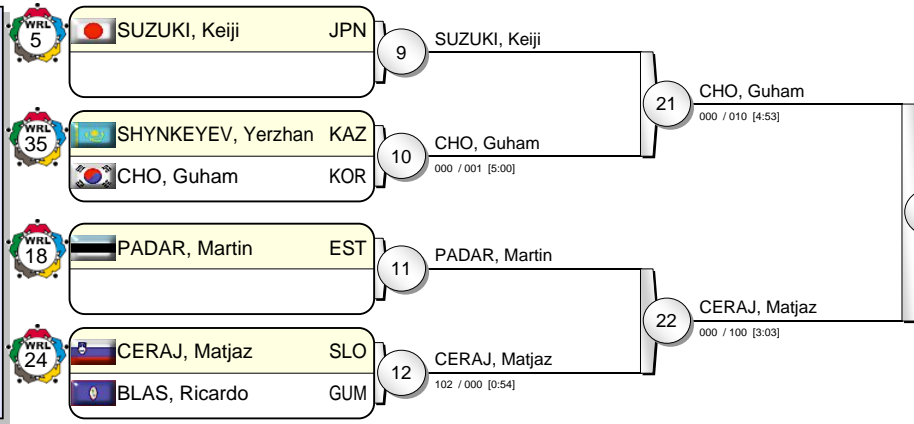 WRL
5
SUZUKI, Keiji JPN
9
SUZUKI, Keiji
WRL
35
SHYNKEYEV, Yerzhan KAZ
CHO, Guham KOR
10
CHO, Guham
000 / 001 [5:00]
21
CHO, Guham
000 / 010 [4:53]
WRL
18
PADAR, Martin EST
11
PADAR, Martin
WRL
24
CERAJ, Matjaz SLO
BLAS, Ricardo GUM
12
CERAJ, Matjaz
102 / 000 [0:54]
22
CERAJ, Matjaz
000 / 100 [3:03]